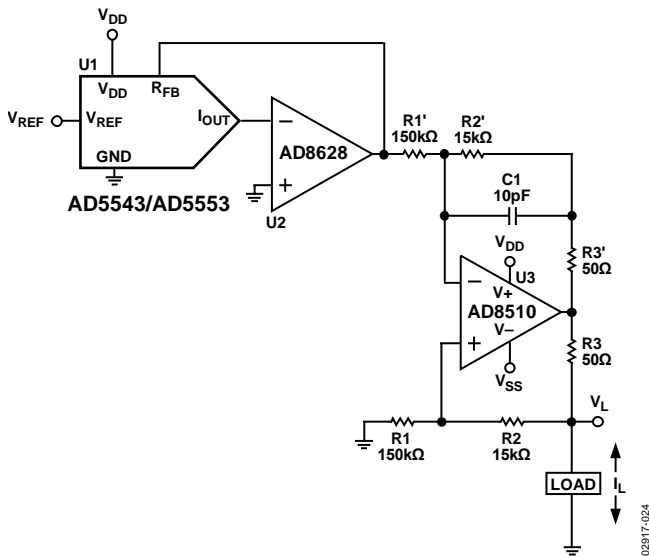 VDD
U1
VDD
RFB
VREF
VREF
IOUT
GND
AD5543/AD5553
AD8628
U2
R1'
150kΩ
R2'
15kΩ
C1
10pF
VDD
U3
V+
AD8510
V–
VSS
R3'
50Ω
R3
50Ω
VL
R1
150kΩ
R2
15kΩ
LOAD
IL
02917-024